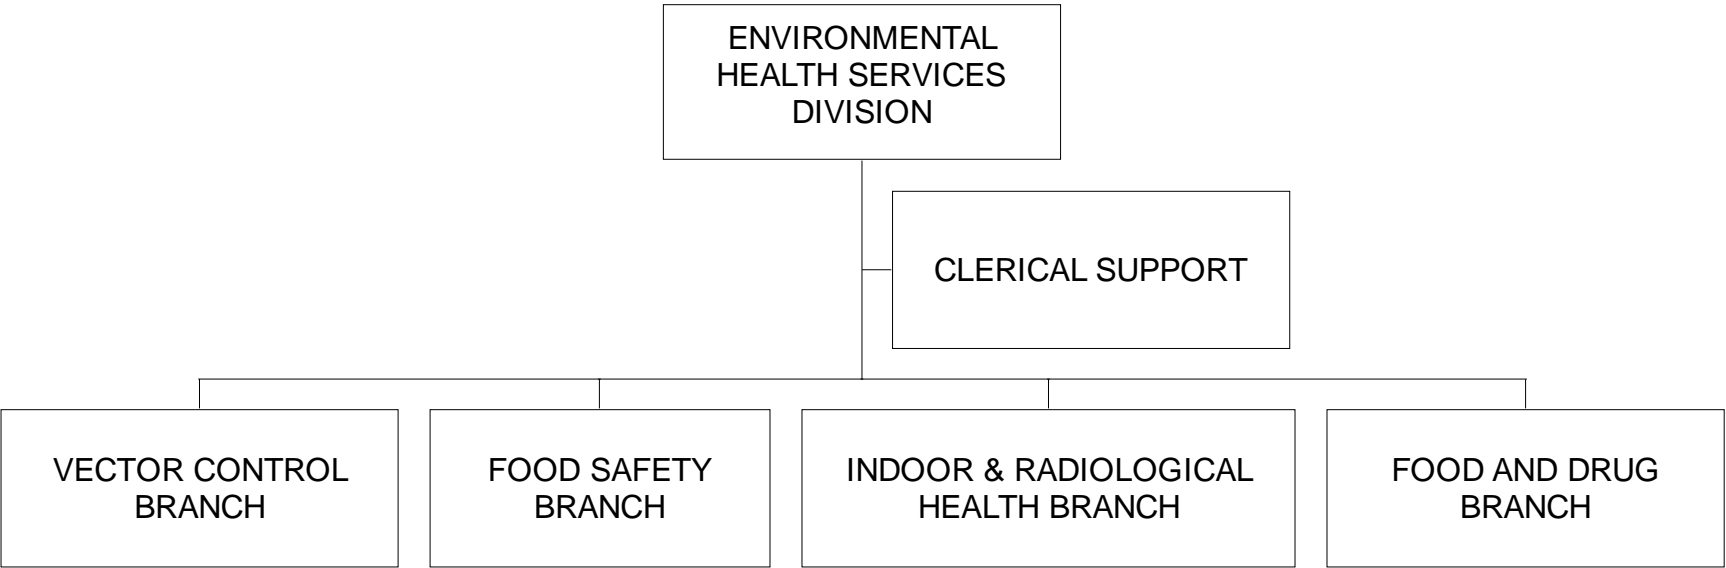 ENVIRONMENTAL
HEALTH SERVICES
DIVISION
CLERICAL SUPPORT
VECTOR CONTROL
BRANCH
FOOD SAFETY
BRANCH
INDOOR & RADIOLOGICAL
HEALTH BRANCH
FOOD AND DRUG
BRANCH